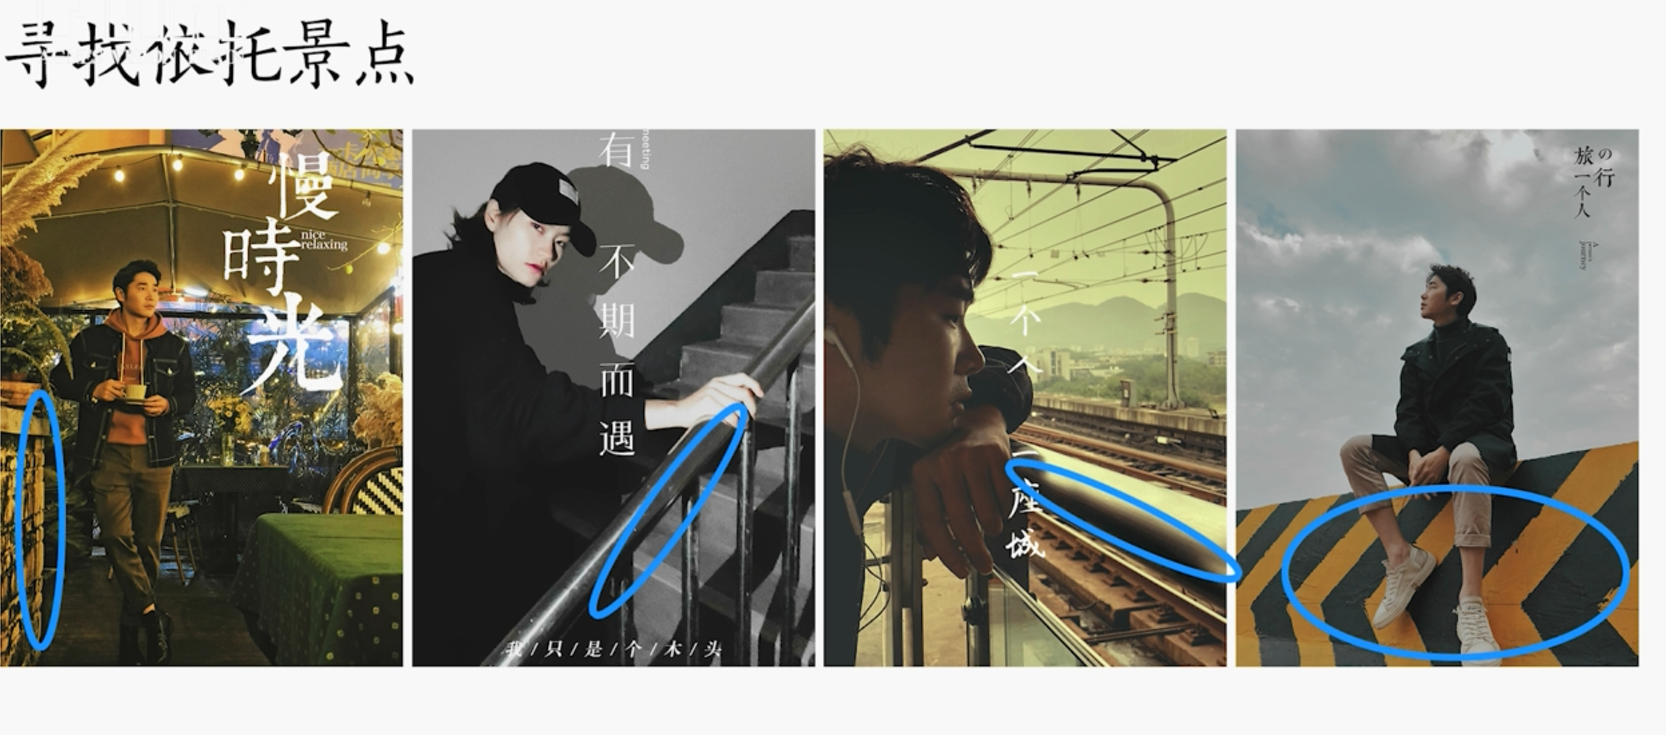 寻找依托景点
慢
時
光
nice
relaxing
有
不
期
而
遇
meeting
我/只/是/个/木/头
一个人
一座城
の行
旅一个人
journey